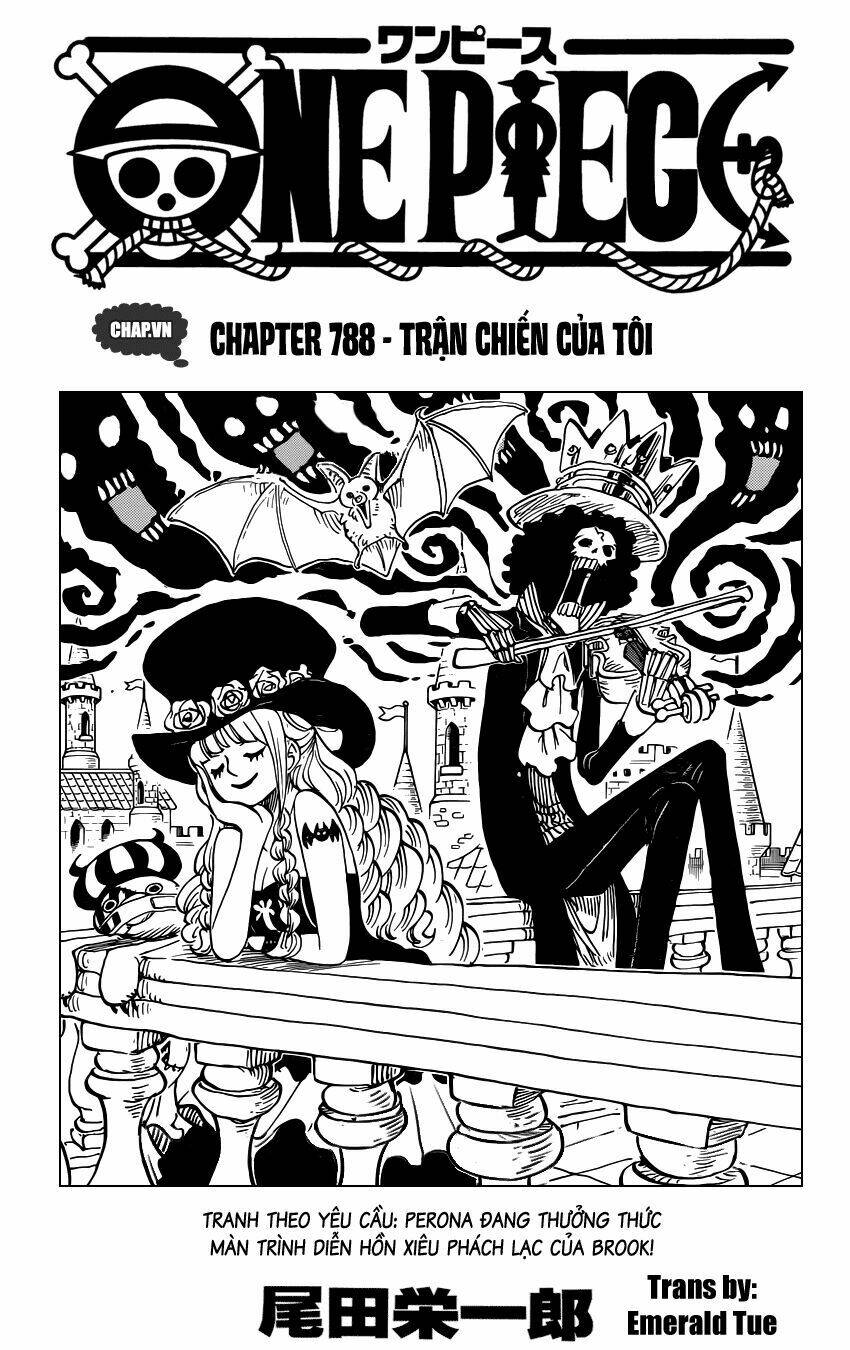 ワンピース
ONE PIECE
CHAP.VN
CHAPTER 788 - TRẬN CHIẾN CỦA TÔI
TRANH THEO YÊU CẦU: PERONA ĐANG THƯỞNG THỨC
MÀN TRÌNH DIỄN HỒN XIÊU PHÁCH LẠC CỦA BROOK!
尾田栄一郎
Trans by:
Emerald Tue